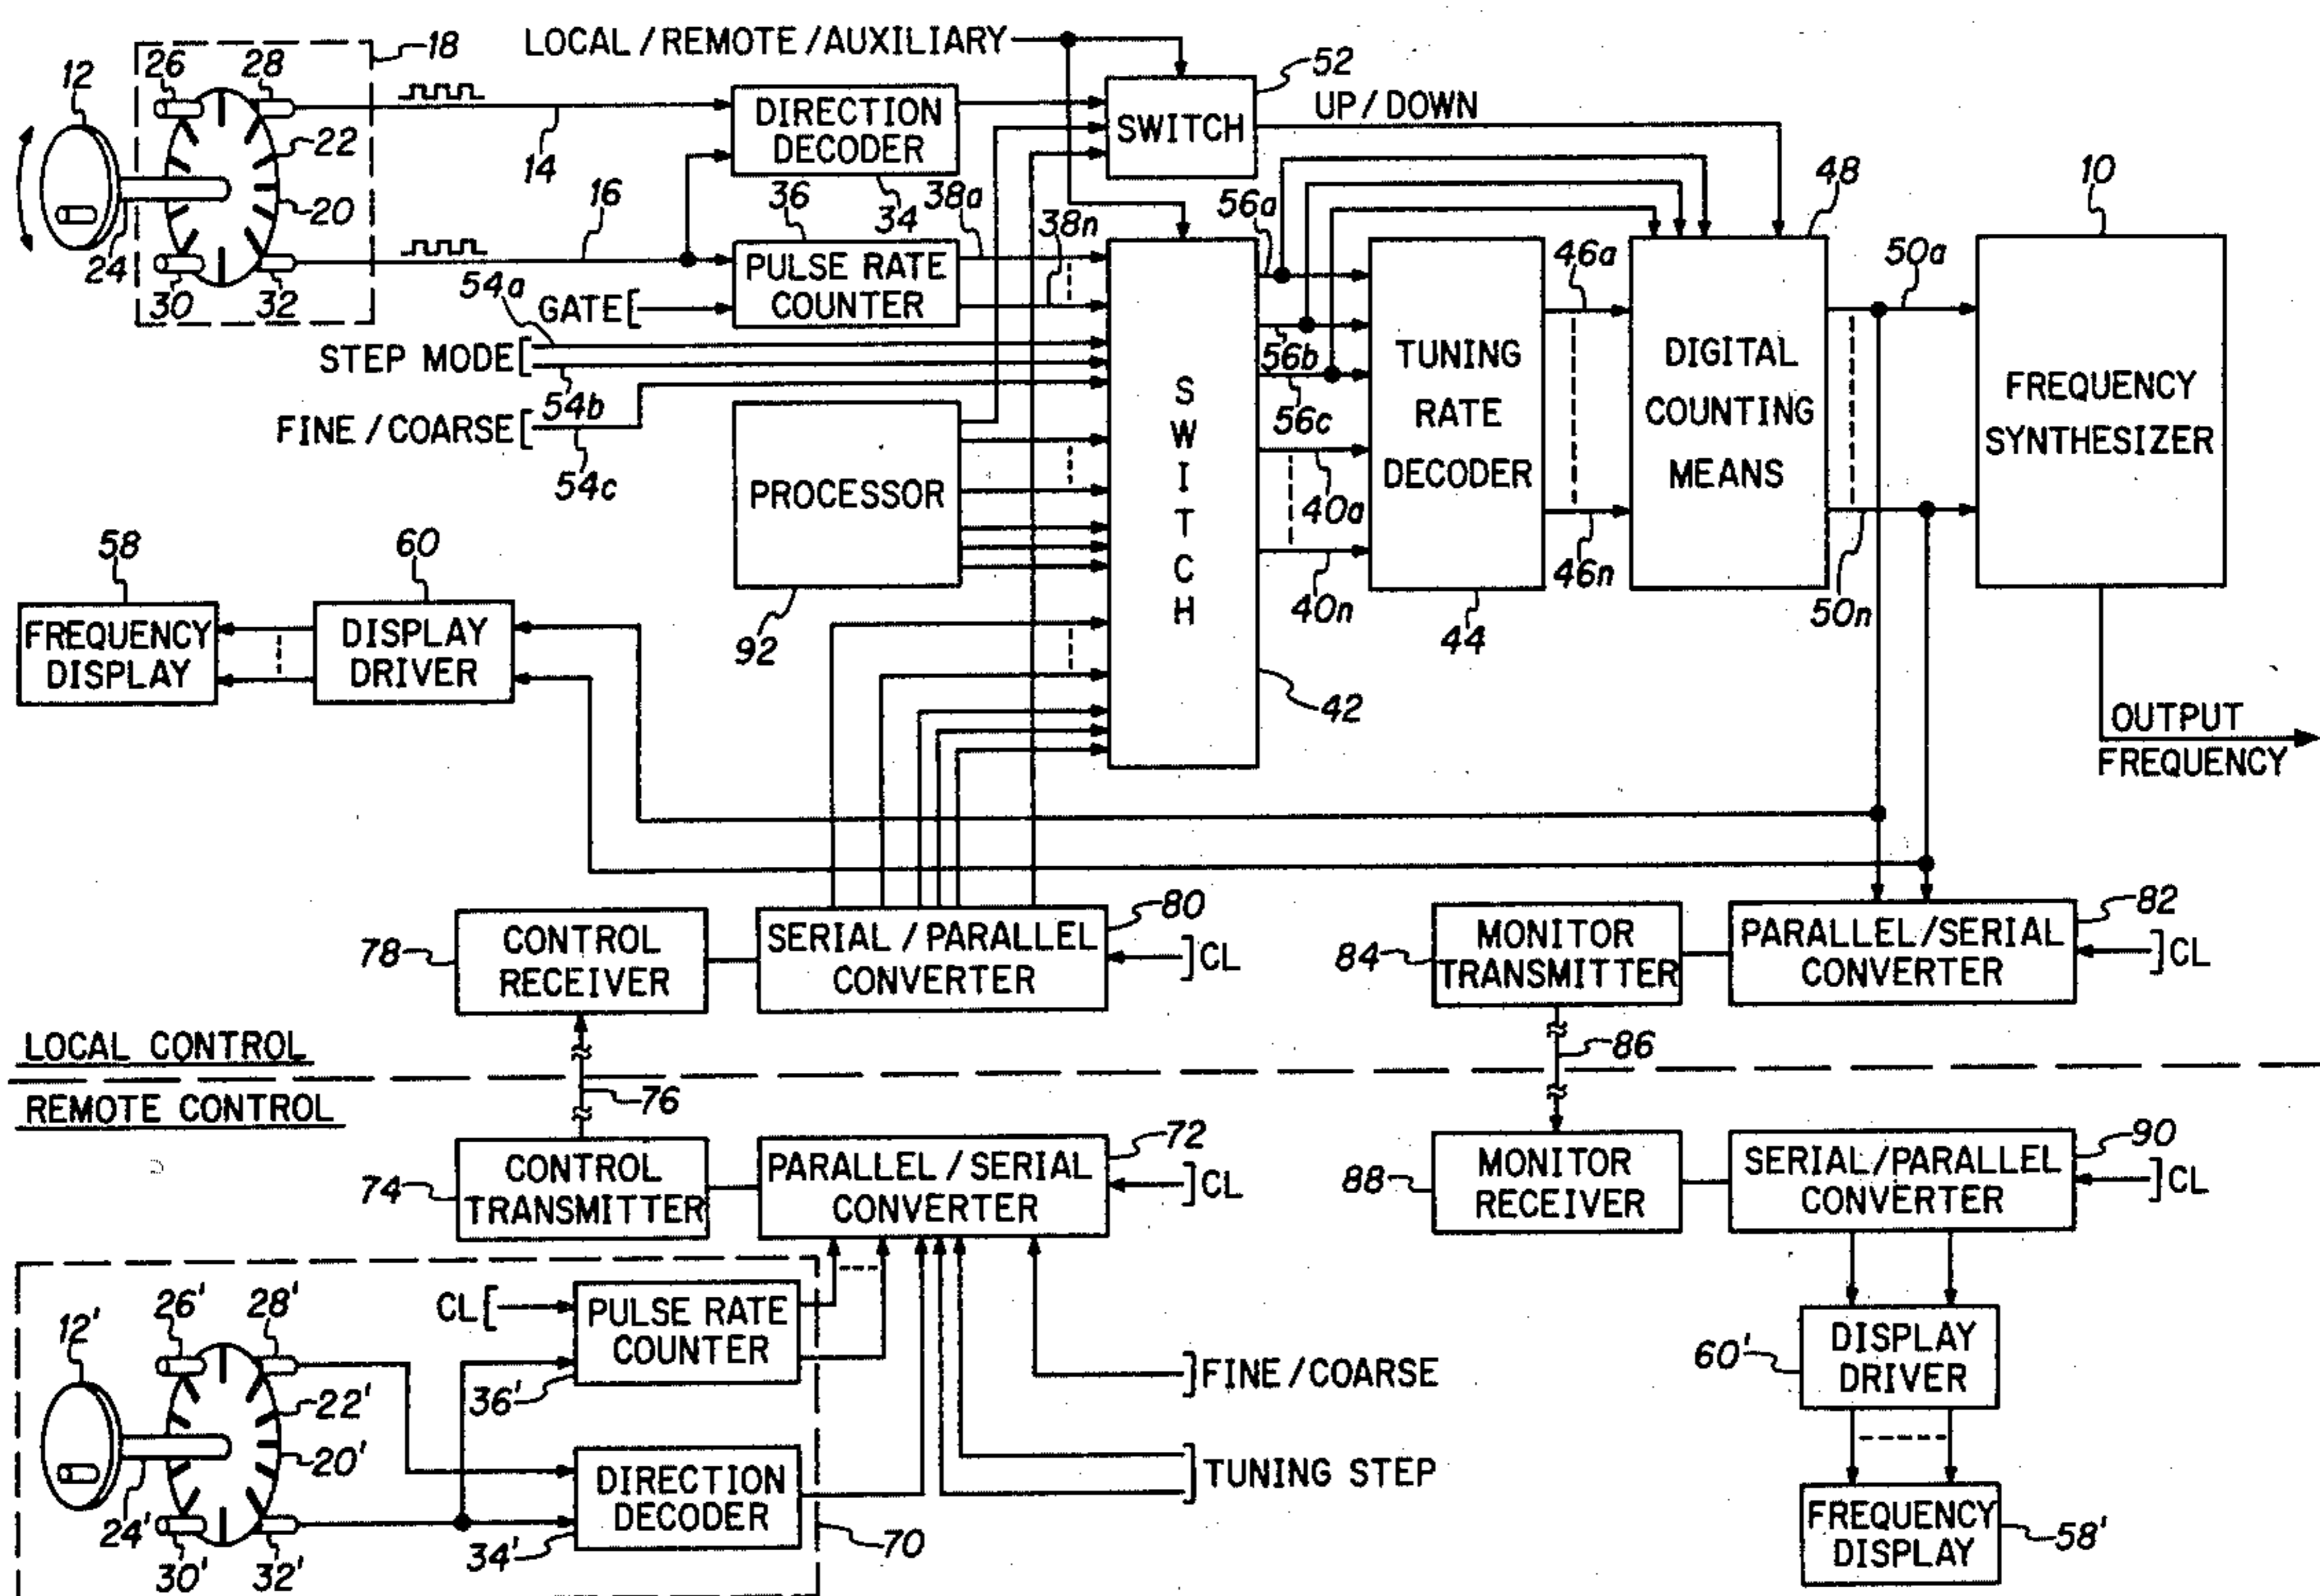 LOCAL/REMOTE/AUXILIARY
18
12
26
28
52
UP/DOWN
DIRECTION
DECODER
SWITCH
22
14
20
16
36
34
38a
38n
56a
48
10
24
30
32
54a
PULSE RATE
COUNTER
GATE
46a
50a
STEP MODE
56b
54b
56c
FINE/COARSE
54c
SWITCH
TUNING
RATE
DECODER
DIGITAL
COUNTING
MEANS
FREQUENCY
SYNTHESIZER
PROCESSOR
40a
40n
46n
50n
44
92
58
60
FREQUENCY
DISPLAY
DISPLAY
DRIVER
42
OUTPUT
FREQUENCY
78
CONTROL
RECEIVER
80
SERIAL/PARALLEL
CONVERTER
CL
84
MONITOR
TRANSMITTER
82
PARALLEL/SERIAL
CONVERTER
CL
LOCAL CONTROL
86
REMOTE CONTROL
76
74
CONTROL
TRANSMITTER
72
PARALLEL/SERIAL
CONVERTER
CL
88
MONITOR
RECEIVER
90
SERIAL/PARALLEL
CONVERTER
CL
12'
26'
28'
CL
PULSE RATE
COUNTER
36'
22'
20'
24'
30'
32'
DIRECTION
DECODER
34'
70
FINE/COARSE
TUNING STEP
60'
DISPLAY
DRIVER
FREQUENCY
DISPLAY
58'